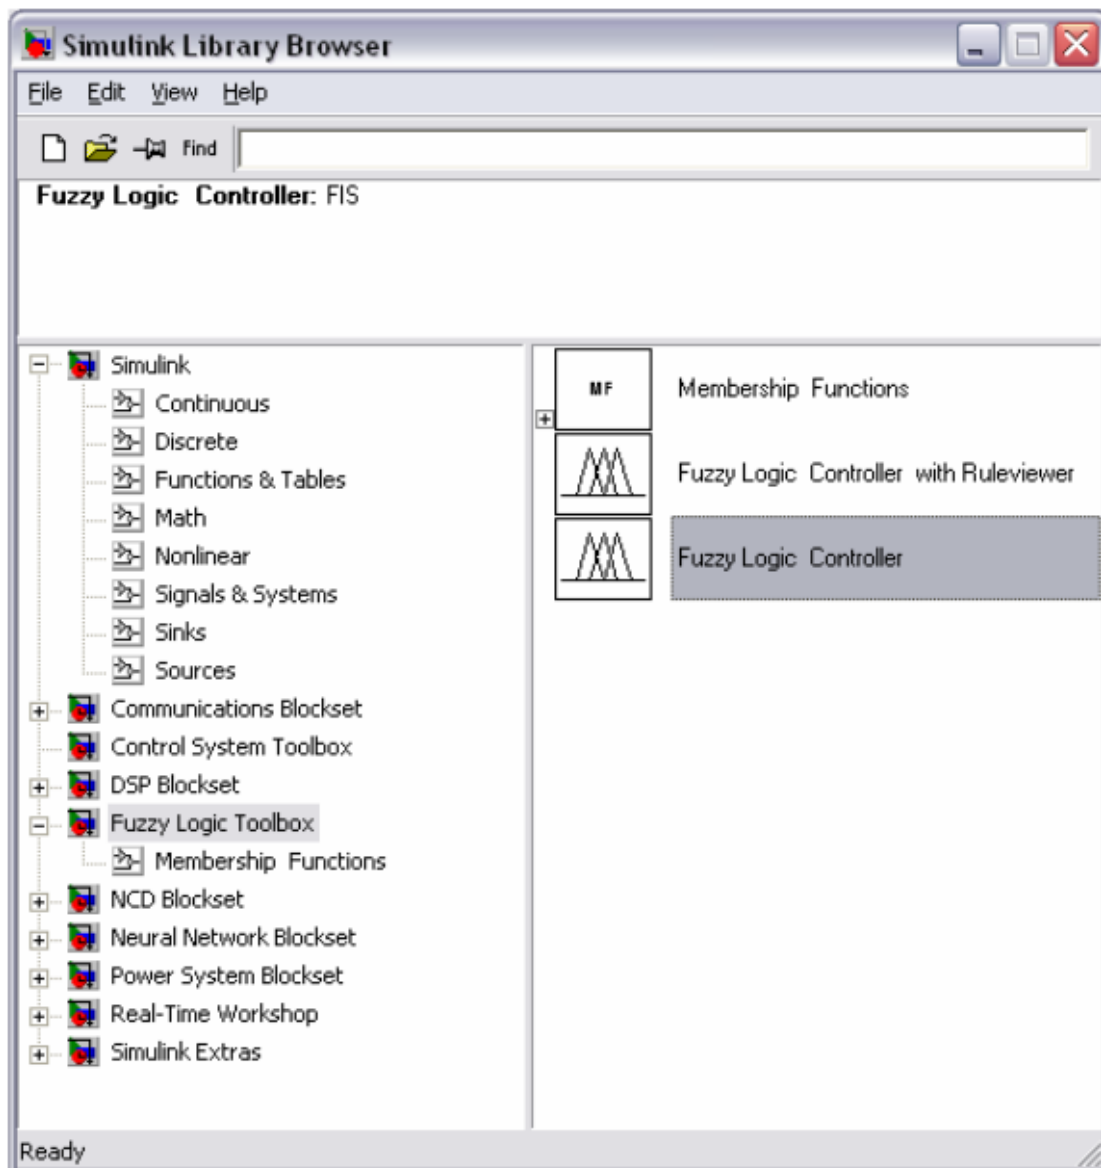 Simulink Library Browser
File Edit View Help
Find
Fuzzy Logic Controller: FIS
Simulink
Continuous
Discrete
Functions & Tables
Math
Nonlinear
Signals & Systems
Sinks
Sources
Communications Blockset
Control System Toolbox
DSP Blockset
Fuzzy Logic Toolbox
Membership Functions
NCD Blockset
Neural Network Blockset
Power System Blockset
Real-Time Workshop
Simulink Extras
MF Membership Functions
Fuzzy Logic Controller with Ruleviewer
Fuzzy Logic Controller
Ready